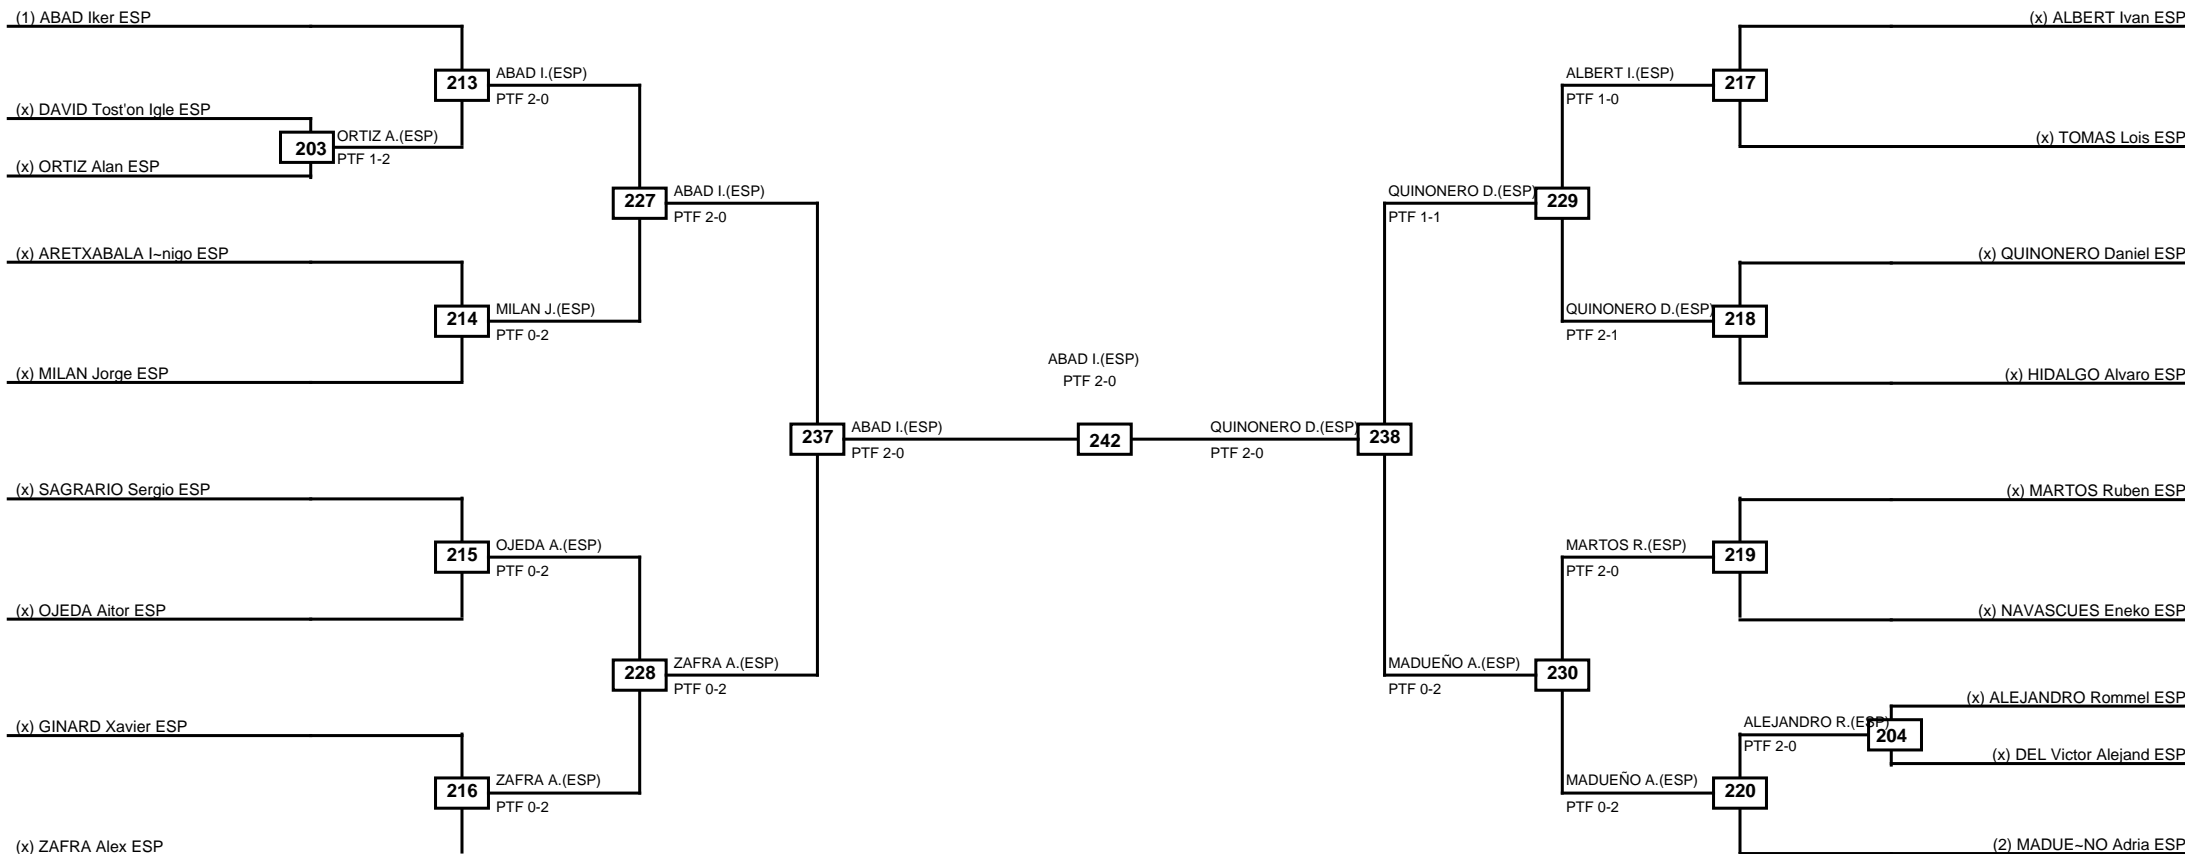 (1) ABAD Iker ESP
(x) DAVID Tost'on Igle ESP
(x) ORTIZ Alan ESP
(x) ARETXABALA I~nigo ESP
(x) MILAN Jorge ESP
(x) SAGRARIO Sergio ESP
(x) OJEDA Aitor ESP
(x) GINARD Xavier ESP
(x) ZAFRA Alex ESP
203
ORTIZ A.(ESP)
PTF 1-2
213
ABAD I.(ESP)
PTF 2-0
214
MILAN J.(ESP)
PTF 0-2
215
OJEDA A.(ESP)
PTF 0-2
216
ZAFRA A.(ESP)
PTF 0-2
227
ABAD I.(ESP)
PTF 2-0
228
ZAFRA A.(ESP)
PTF 0-2
237
ABAD I.(ESP)
PTF 2-0
ABAD I.(ESP)
PTF 2-0
242
QUINONERO D.(ESP)
PTF 2-0
238
QUINONERO D.(ESP)
PTF 1-1
229
MADUEÑO A.(ESP)
PTF 0-2
230
ALBERT I.(ESP)
PTF 1-0
217
QUINONERO D.(ESP)
PTF 2-1
218
MARTOS R.(ESP)
PTF 2-0
219
MADUEÑO A.(ESP)
PTF 0-2
220
ALEJANDRO R.(ESP)
PTF 2-0
204
(x) ALBERT Ivan ESP
(x) TOMAS Lois ESP
(x) QUINONERO Daniel ESP
(x) HIDALGO Alvaro ESP
(x) MARTOS Ruben ESP
(x) NAVASCUES Eneko ESP
(x) ALEJANDRO Rommel ESP
(x) DEL Victor Alejand ESP
(2) MADUE~NO Adria ESP